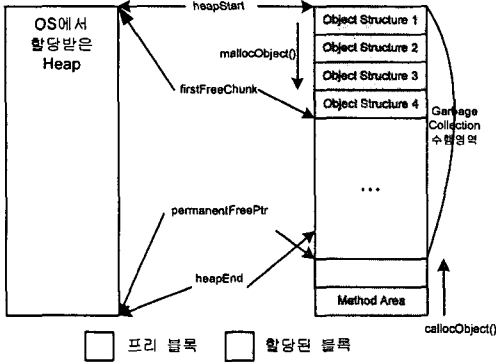 OS에서
할당받은
Heap
heapStart
mallocObject()
firstFreeChunk
permanentFreePtr
heapEnd
Object Structure 1
Object Structure 2
Object Structure 3
Object Structure 4
...
Method Area
Garbage
Collection
수행영역
callocObject()
프리 블록
할당된 블록